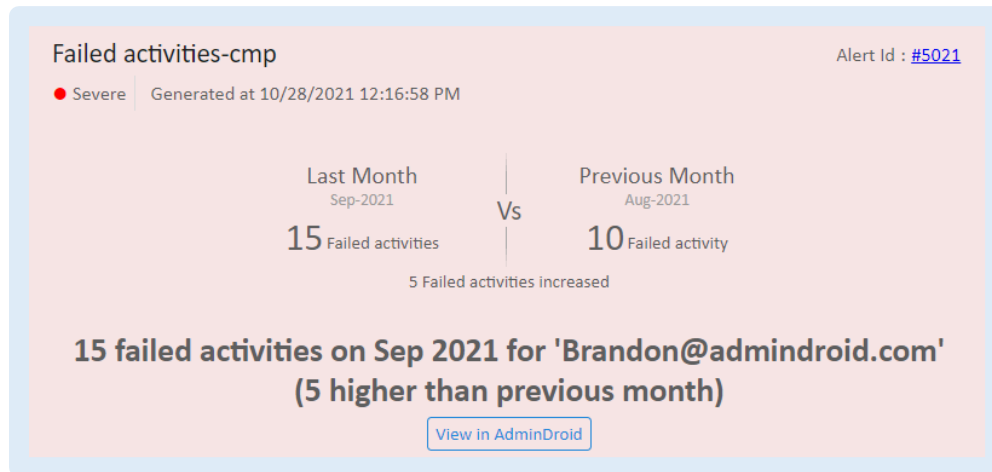 Failed activities-cmp
Alert Id : #5021
Severe
Generated at 10/28/2021 12:16:58 PM
Last Month
Sep-2021
15 Failed activities
Vs
Previous Month
Aug-2021
10 Failed activity
5 Failed activities increased
15 failed activities on Sep 2021 for 'Brandon@admindroid.com'
(5 higher than previous month)
View in AdminDroid